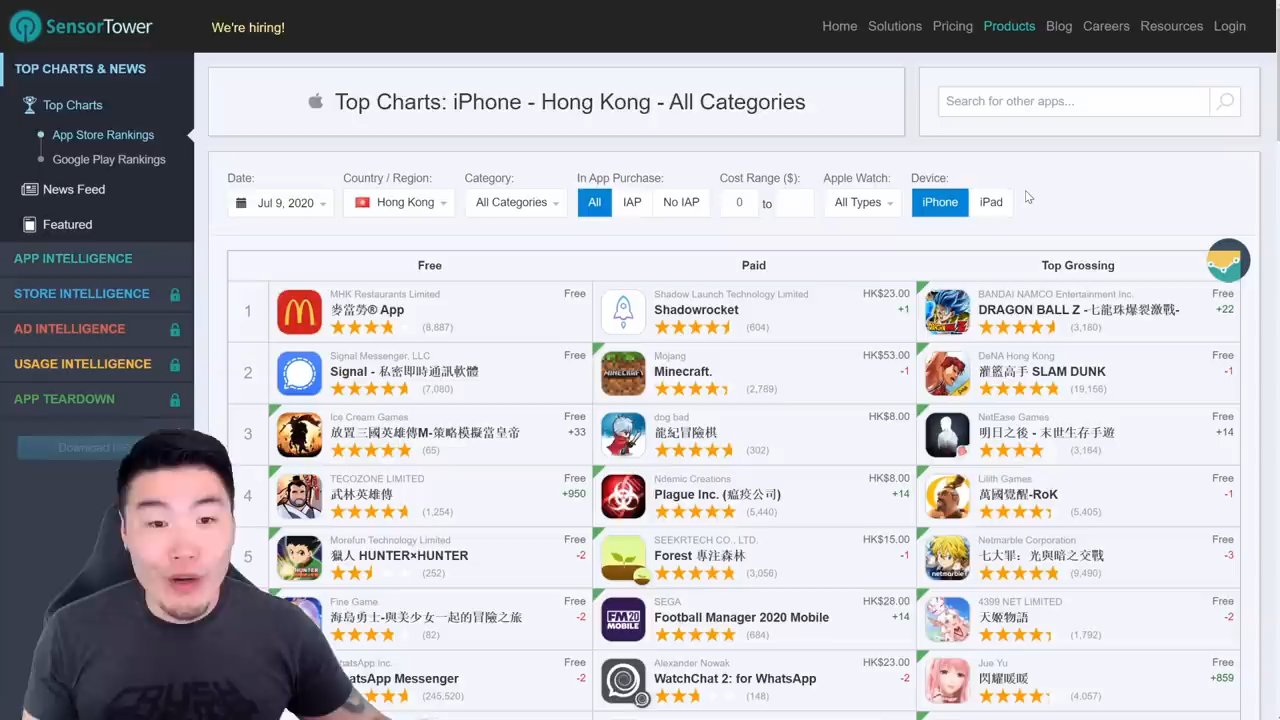 SensorTower
We're hiring!
Home Solutions Pricing Products Blog Careers Resources Login
TOP CHARTS & NEWS
Top Charts
App Store Rankings
Google Play Rankings
News Feed
Featured
APP INTELLIGENCE
STORE INTELLIGENCE
AD INTELLIGENCE
USAGE INTELLIGENCE
APP TEARDOWN
Top Charts: iPhone - Hong Kong - All Categories
Search for other apps...
Date: Country / Region: Category: In App Purchase: Cost Range ($): Apple Watch: Device:
Jul 9, 2020 Hong Kong All Categories All IAP No IAP 0 to All Types iPhone iPad
Free Paid Top Grossing
1
MHK Restaurants Limited Free
麥當勞® App
(8,887)
Shadow Launch Technology Limited HK$23.00
Shadowrocket +1
(604)
BANDAI NAMCO Entertainment Inc. Free
DRAGON BALL Z -七龍珠爆裂激戰- +22
(3,180)
2
Signal Messenger, LLC Free
Signal - 私密即時通訊軟體
(7,080)
Mojang HK$53.00
MINECRAFT
Minecraft. -1
(2,789)
DeNA Hong Kong Free
灌籃高手 SLAM DUNK -1
(19,156)
3
Ice Cream Games Free
放置三國英雄傳M-策略模擬當皇帝 +33
(65)
dog bad HK$8.00
龍紀冒險棋
(302)
NetEase Games Free
明日之後 - 末世生存手遊 +14
(3,164)
4
TECOZONE LIMITED Free
武林英雄傳 +950
(1,254)
Ndemic Creations HK$8.00
Plague Inc. (瘟疫公司) +14
(5,440)
Lilith Games Free
萬國覺醒-RoK -1
(5,405)
5
Morefun Technology Limited Free
獵人 HUNTER×HUNTER -2
(252)
SEEKRTECH CO., LTD. HK$15.00
Forest 專注森林 -1
(3,056)
Netmarble Corporation Free
netmarble
七大罪：光與暗之交戰 -3
(9,490)
Fine Game Free
海島勇士-與美少女一起的冒險之旅 -2
(82)
SEGA HK$28.00
FM20
MOBILE
Football Manager 2020 Mobile +14
(684)
4399 NET LIMITED Free
天姬物語 -2
(1,792)
WhatsApp Inc. Free
WhatsApp Messenger -2
(245,520)
Alexander Nowak HK$23.00
WatchChat 2: for WhatsApp -2
(148)
Jue Yu Free
閃耀暖暖 +859
(4,057)